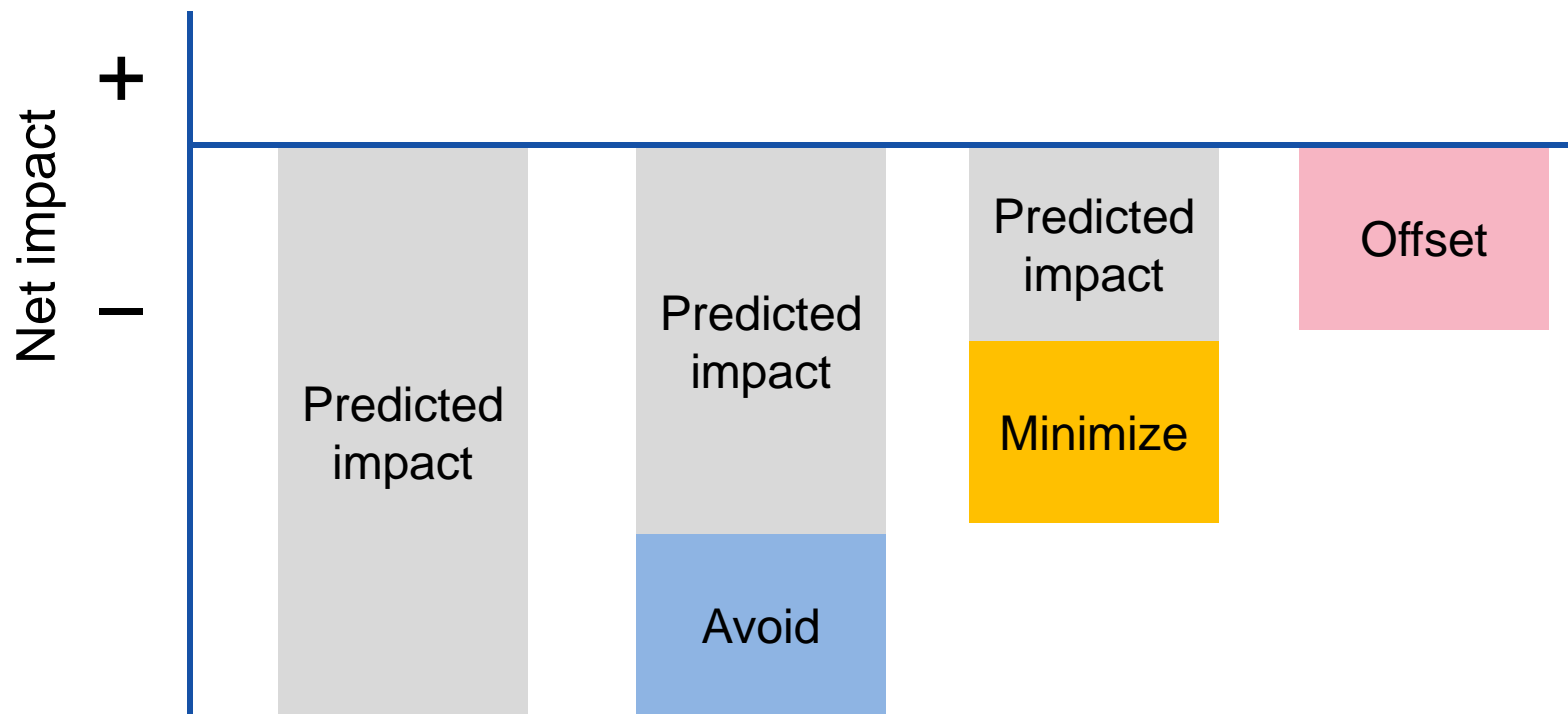 Net impact
+
–
Predicted
impact
Predicted
impact
Avoid
Predicted
impact
Minimize
Offset